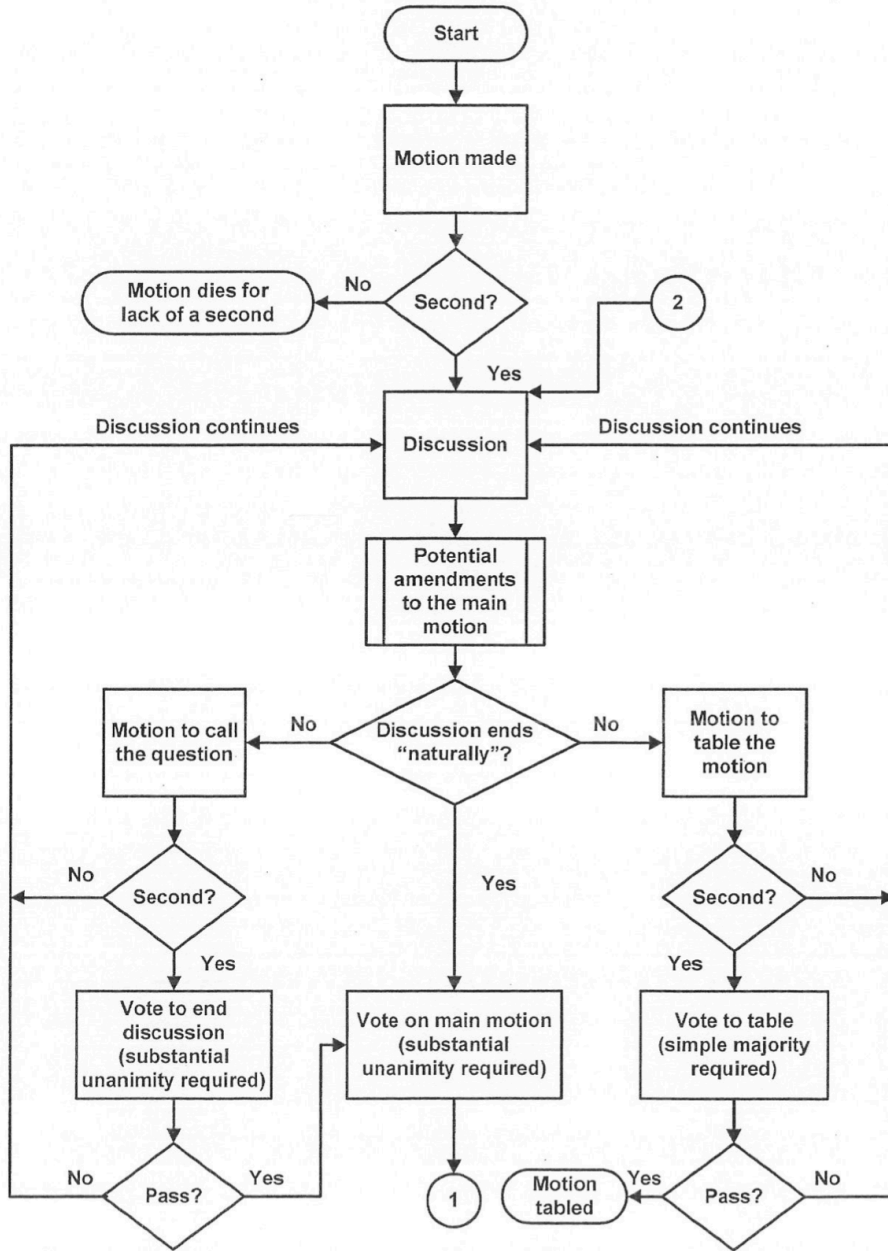 Start
Motion made
No
Motion dies for
lack of a second
Second?
2
Yes
Discussion continues
Discussion
Discussion continues
Potential
amendments
to the main
motion
Motion to call
the question
No
Discussion ends
“naturally”?
No
Motion to
table the
motion
No
Second?
Yes
Second?
No
Yes
Yes
Vote to end
discussion
(substantial
unanimity required)
Vote on main motion
(substantial
unanimity required)
Vote to table
(simple majority
required)
No
Pass?
Yes
1
Motion
tabled
Yes
Pass?
No